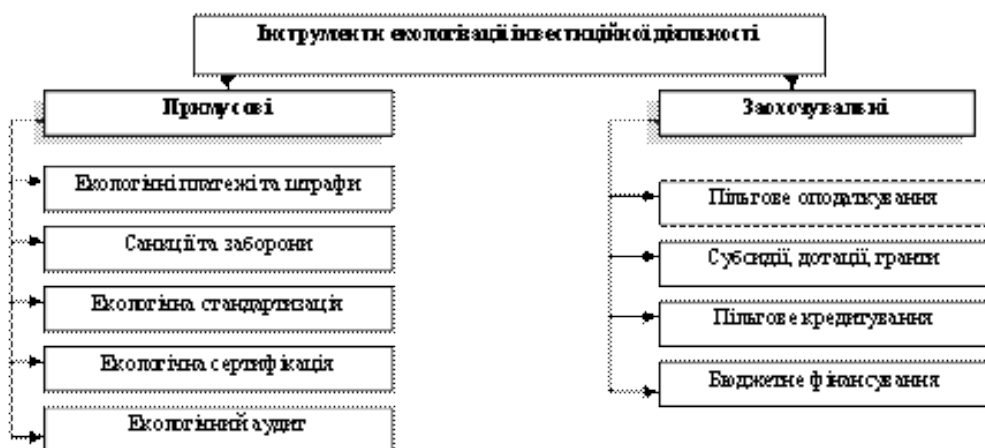 Інструменти екологізації інвестиційної діяльності
Примусові
Заохочувальні
Екологічні платежі та штрафи
Санкції та заборони
Екологічна стандартизація
Екологічна сертифікація
Екологічний аудит
Пільгове оподаткування
Субсидії, дотації, гранти
Пільгове кредитування
Бюджетне фінансування